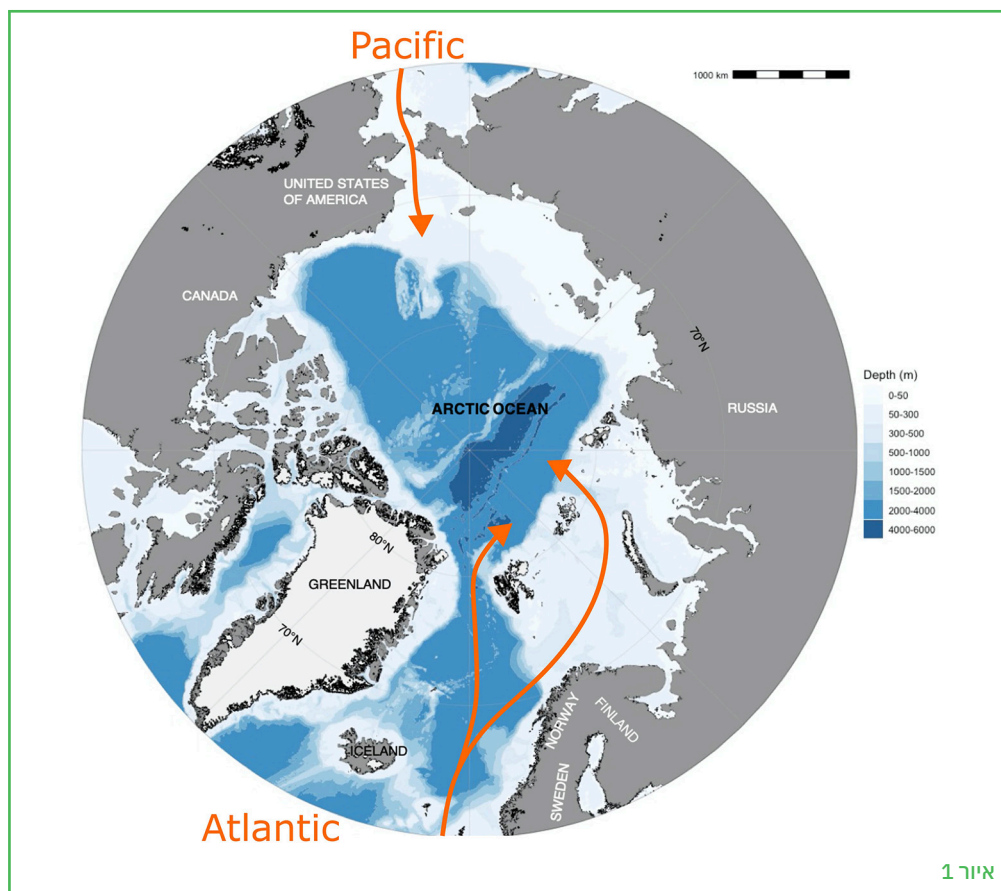 Pacific
1000 km
UNITED STATES
OF AMERICA
CANADA
70°N
Depth (m)
0-50
50-300
300-500
500-1000
1000-1500
1500-2000
2000-4000
4000-6000
ARCTIC OCEAN
RUSSIA
80°N
GREENLAND
70°N
ICELAND
NORWAY
FINLAND
SWEDEN
Atlantic
איור 1